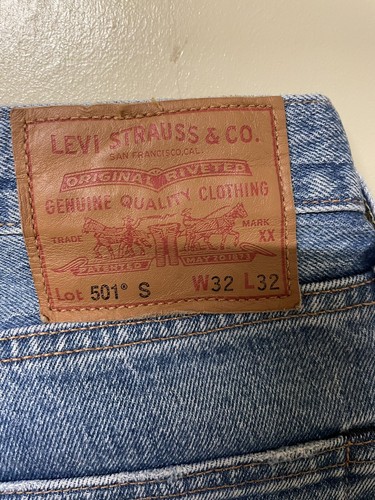 LEVI STRAUSS & CO.
SAN FRANCISCO, CAL.
ORIGINAL RIVETED
GENUINE QUALITY CLOTHING
TRADE MARK
XX
PATENTED MAY 20 1873
Lot 501® S W32 L32